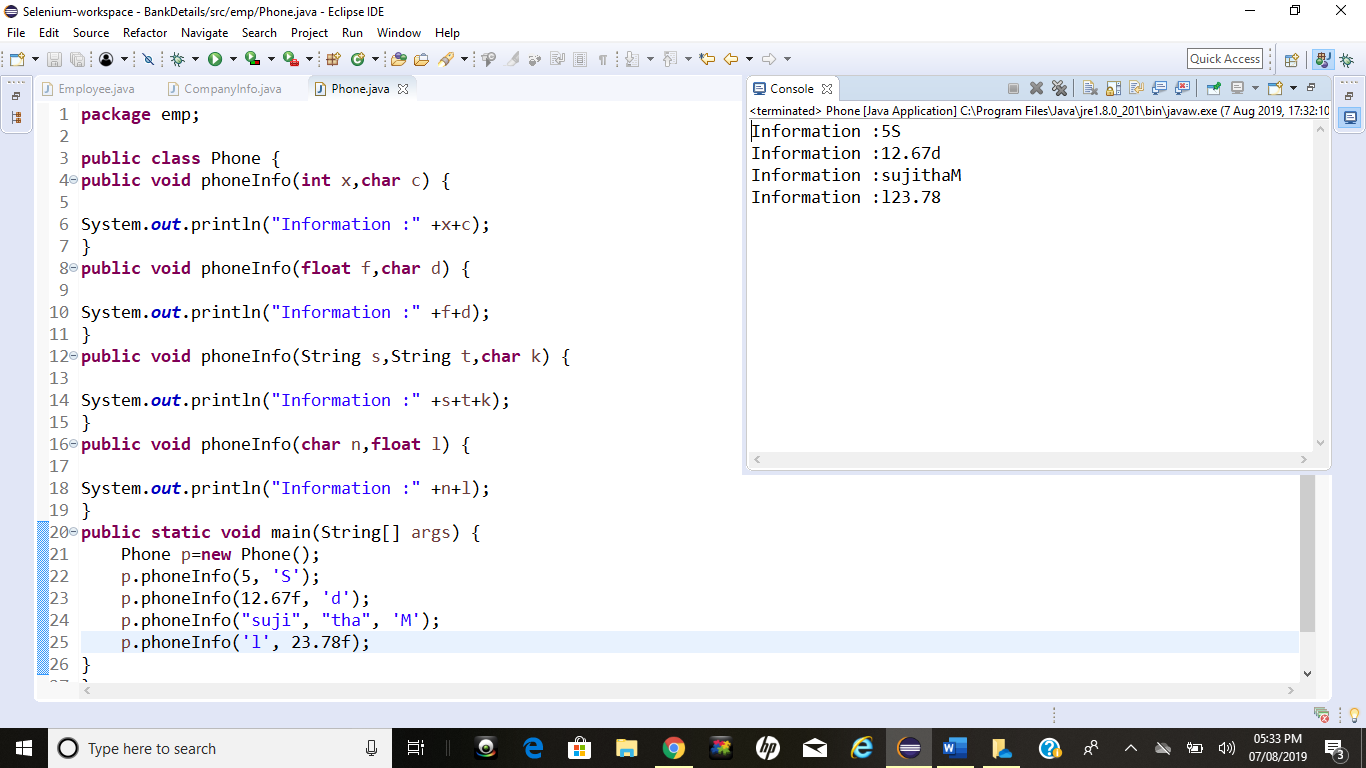 Selenium-workspace - BankDetails/src/emp/Phone.java - Eclipse IDE
File Edit Source Refactor Navigate Search Project Run Window Help
Quick Access
Employee.java CompanyInfo.java Phone.java
1 package emp;
2
3 public class Phone {
4 public void phoneInfo(int x,char c) {
5
6 System.out.println("Information :" +x+c);
7 }
8 public void phoneInfo(float f,char d) {
9
10 System.out.println("Information :" +f+d);
11 }
12 public void phoneInfo(String s,String t,char k) {
13
14 System.out.println("Information :" +s+t+k);
15 }
16 public void phoneInfo(char n,float l) {
17
18 System.out.println("Information :" +n+l);
19 }
20 public static void main(String[] args) {
21 Phone p=new Phone();
22 p.phoneInfo(5, 'S');
23 p.phoneInfo(12.67f, 'd');
24 p.phoneInfo("suji", "tha", 'M');
25 p.phoneInfo('l', 23.78f);
26 }
Console
<terminated> Phone [Java Application] C:\Program Files\Java\jre1.8.0_201\bin\javaw.exe (7 Aug 2019, 17:32:10
Information :5S
Information :12.67d
Information :sujithaM
Information :l23.78
Type here to search
05:33 PM
07/08/2019
3